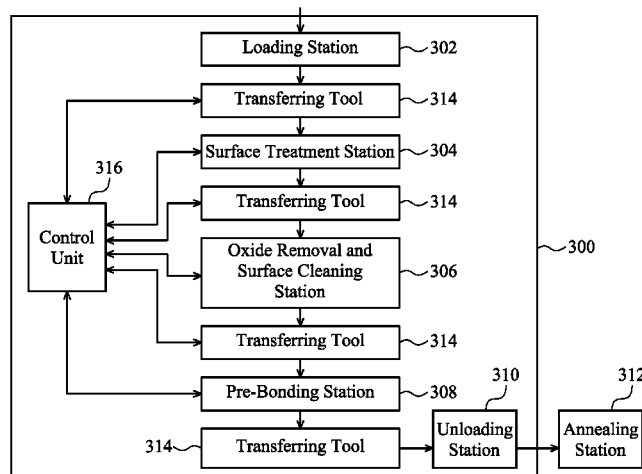 Loading Station
302
Transferring Tool
314
Surface Treatment Station
304
316
Transferring Tool
314
Control
Unit
Oxide Removal and
Surface Cleaning
Station
306
300
Transferring Tool
314
Pre-Bonding Station
308
310
312
314
Transferring Tool
Unloading
Station
Annealing
Station